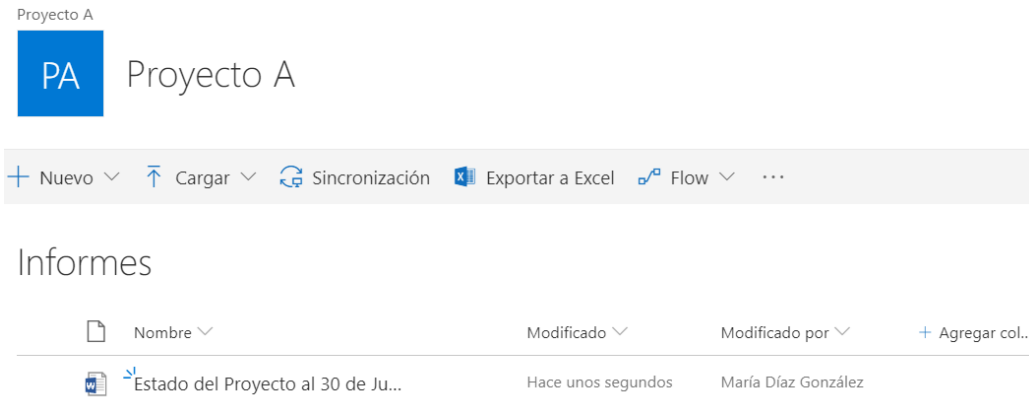 Proyecto A
PA Proyecto A
Nuevo Cargar Sincronización Exportar a Excel Flow ...
Informes
Nombre Modificado Modificado por + Agregar col...
Estado del Proyecto al 30 de Ju... Hace unos segundos María Díaz González